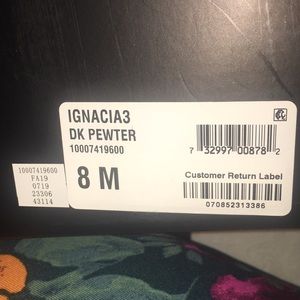 IGNACIA3
DK PEWTER
10007419600
8 M
7 32997 00878 2
Customer Return Label
070852313386
10007419600
FA19
0719
23306
43114